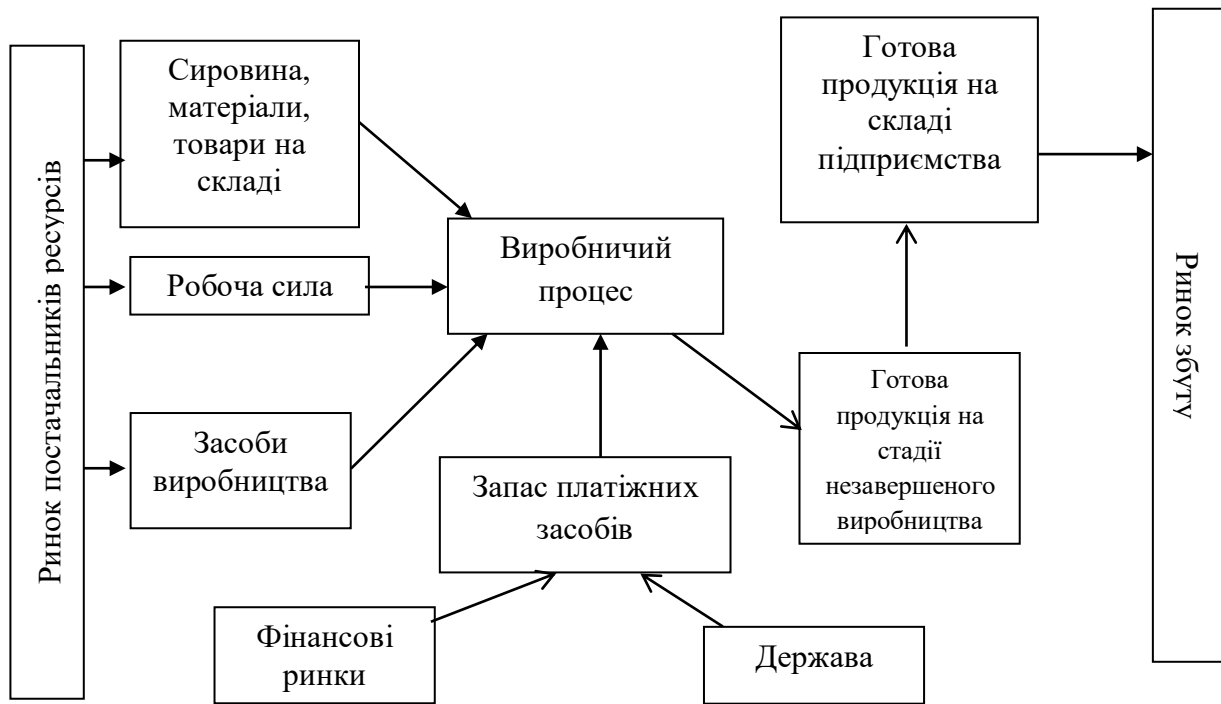 Ринок постачальників ресурсів
Сировина,
матеріали,
товари на
складі
Робоча сила
Засоби
виробництва
Виробничий
процес
Запас платіжних
засобів
Фінансові
ринки
Держава
Готова
продукція на
складі
підприємства
Готова
продукція на
стадії
незавершеного
виробництва
Ринок збуту